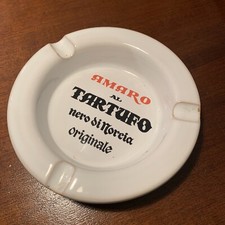 AMARO
AL
TARTUFO
nero di Norcia
originale